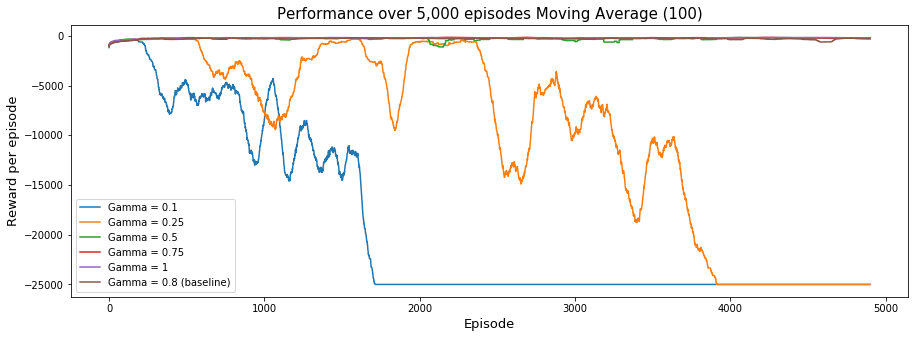 Performance over 5,000 episodes Moving Average (100)
Reward per episode
0
−5000
−10000
−15000
−20000
−25000
Gamma = 0.1
Gamma = 0.25
Gamma = 0.5
Gamma = 0.75
Gamma = 1
Gamma = 0.8 (baseline)
0 1000 2000 3000 4000 5000
Episode